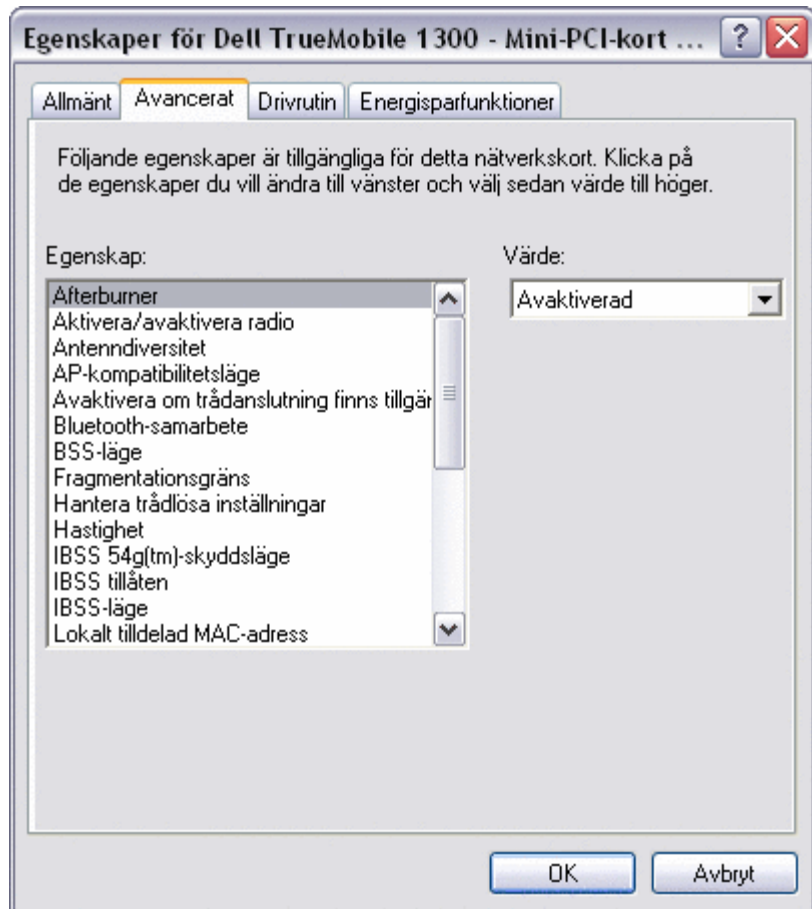 Egenskaper för Dell TrueMobile 1300 - Mini-PCI-kort ...
Allmänt Avancerat Drivrutin Energisparfunktioner
Följande egenskaper är tillgängliga för detta nätverkskort. Klicka på
de egenskaper du vill ändra till vänster och välj sedan värde till höger.
Egenskap:
Värde:
Afterburner
Avaktiverad
Aktivera/avaktivera radio
Antenndiversitet
AP-kompatibilitetsläge
Avaktivera om trådanslutning finns tillgär
Bluetooth-samarbete
BSS-läge
Fragmentationsgräns
Hantera trådlösa inställningar
Hastighet
IBSS 54g(tm)-skyddsläge
IBSS tillåten
IBSS-läge
Lokalt tilldelad MAC-adress
OK Avbryt